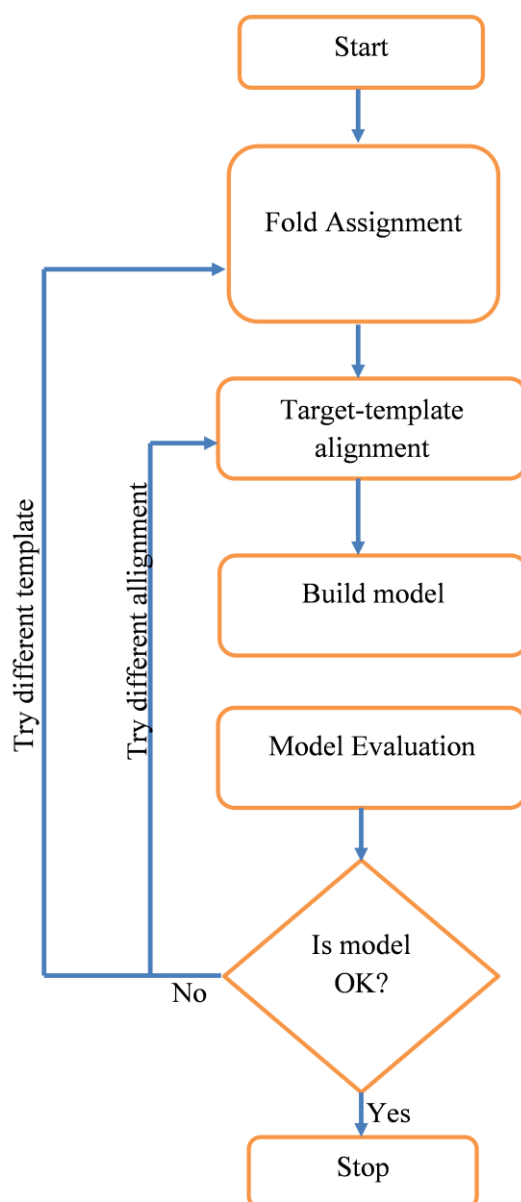 Start
Fold Assignment
Target-template
alignment
Build model
Model Evaluation
Is model
OK?
No
Yes
Stop
Try different template
Try different allignment